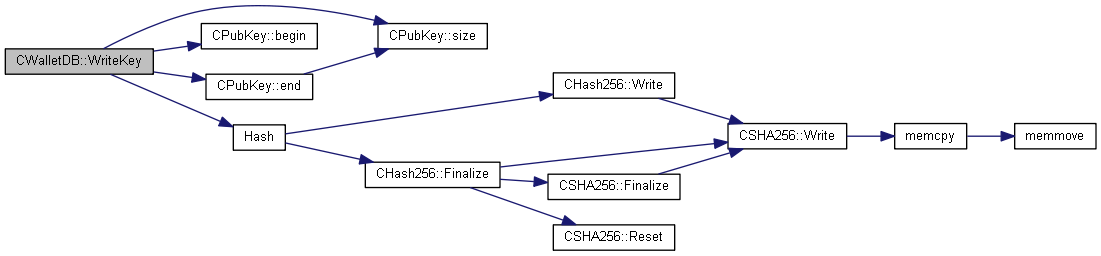 CWalletDB::WriteKey
CPubKey::begin
CPubKey::size
CPubKey::end
Hash
CHash256::Write
CHash256::Finalize
CSHA256::Write
CSHA256::Finalize
CSHA256::Reset
memcpy
memmove